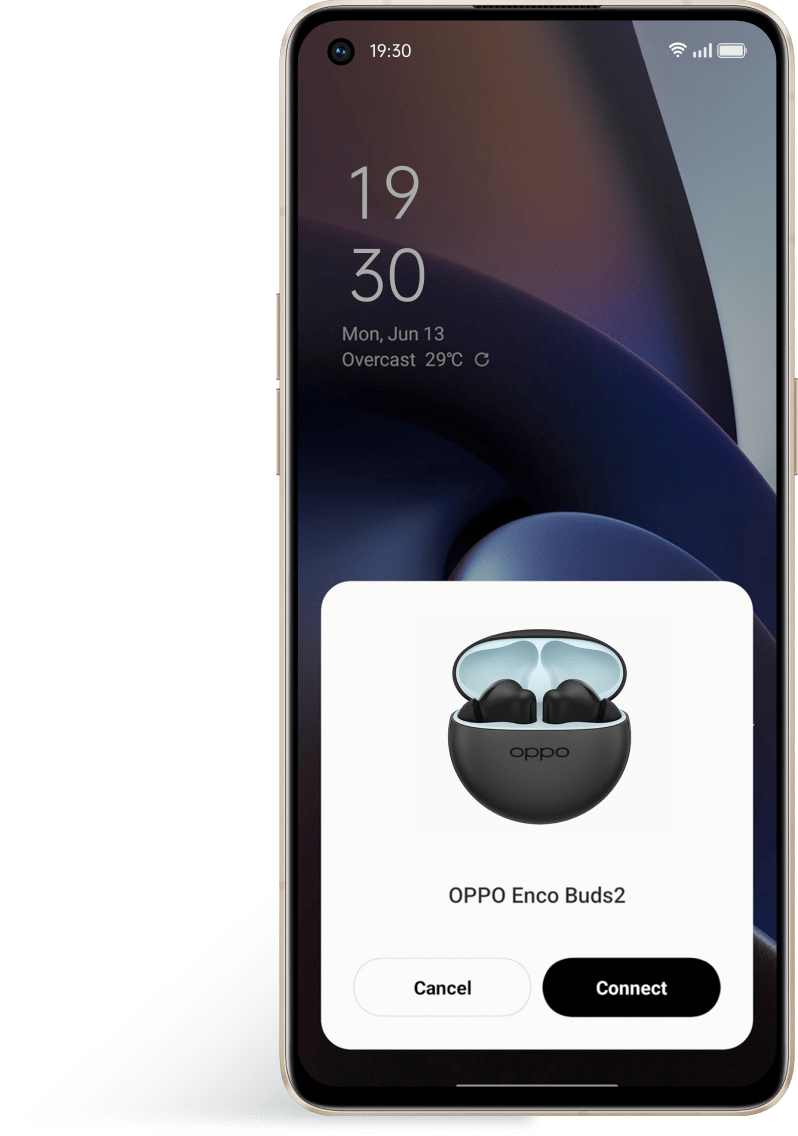 19:30
19
30
Mon, Jun 13
Overcast 29℃
oppo
OPPO Enco Buds2
Cancel
Connect